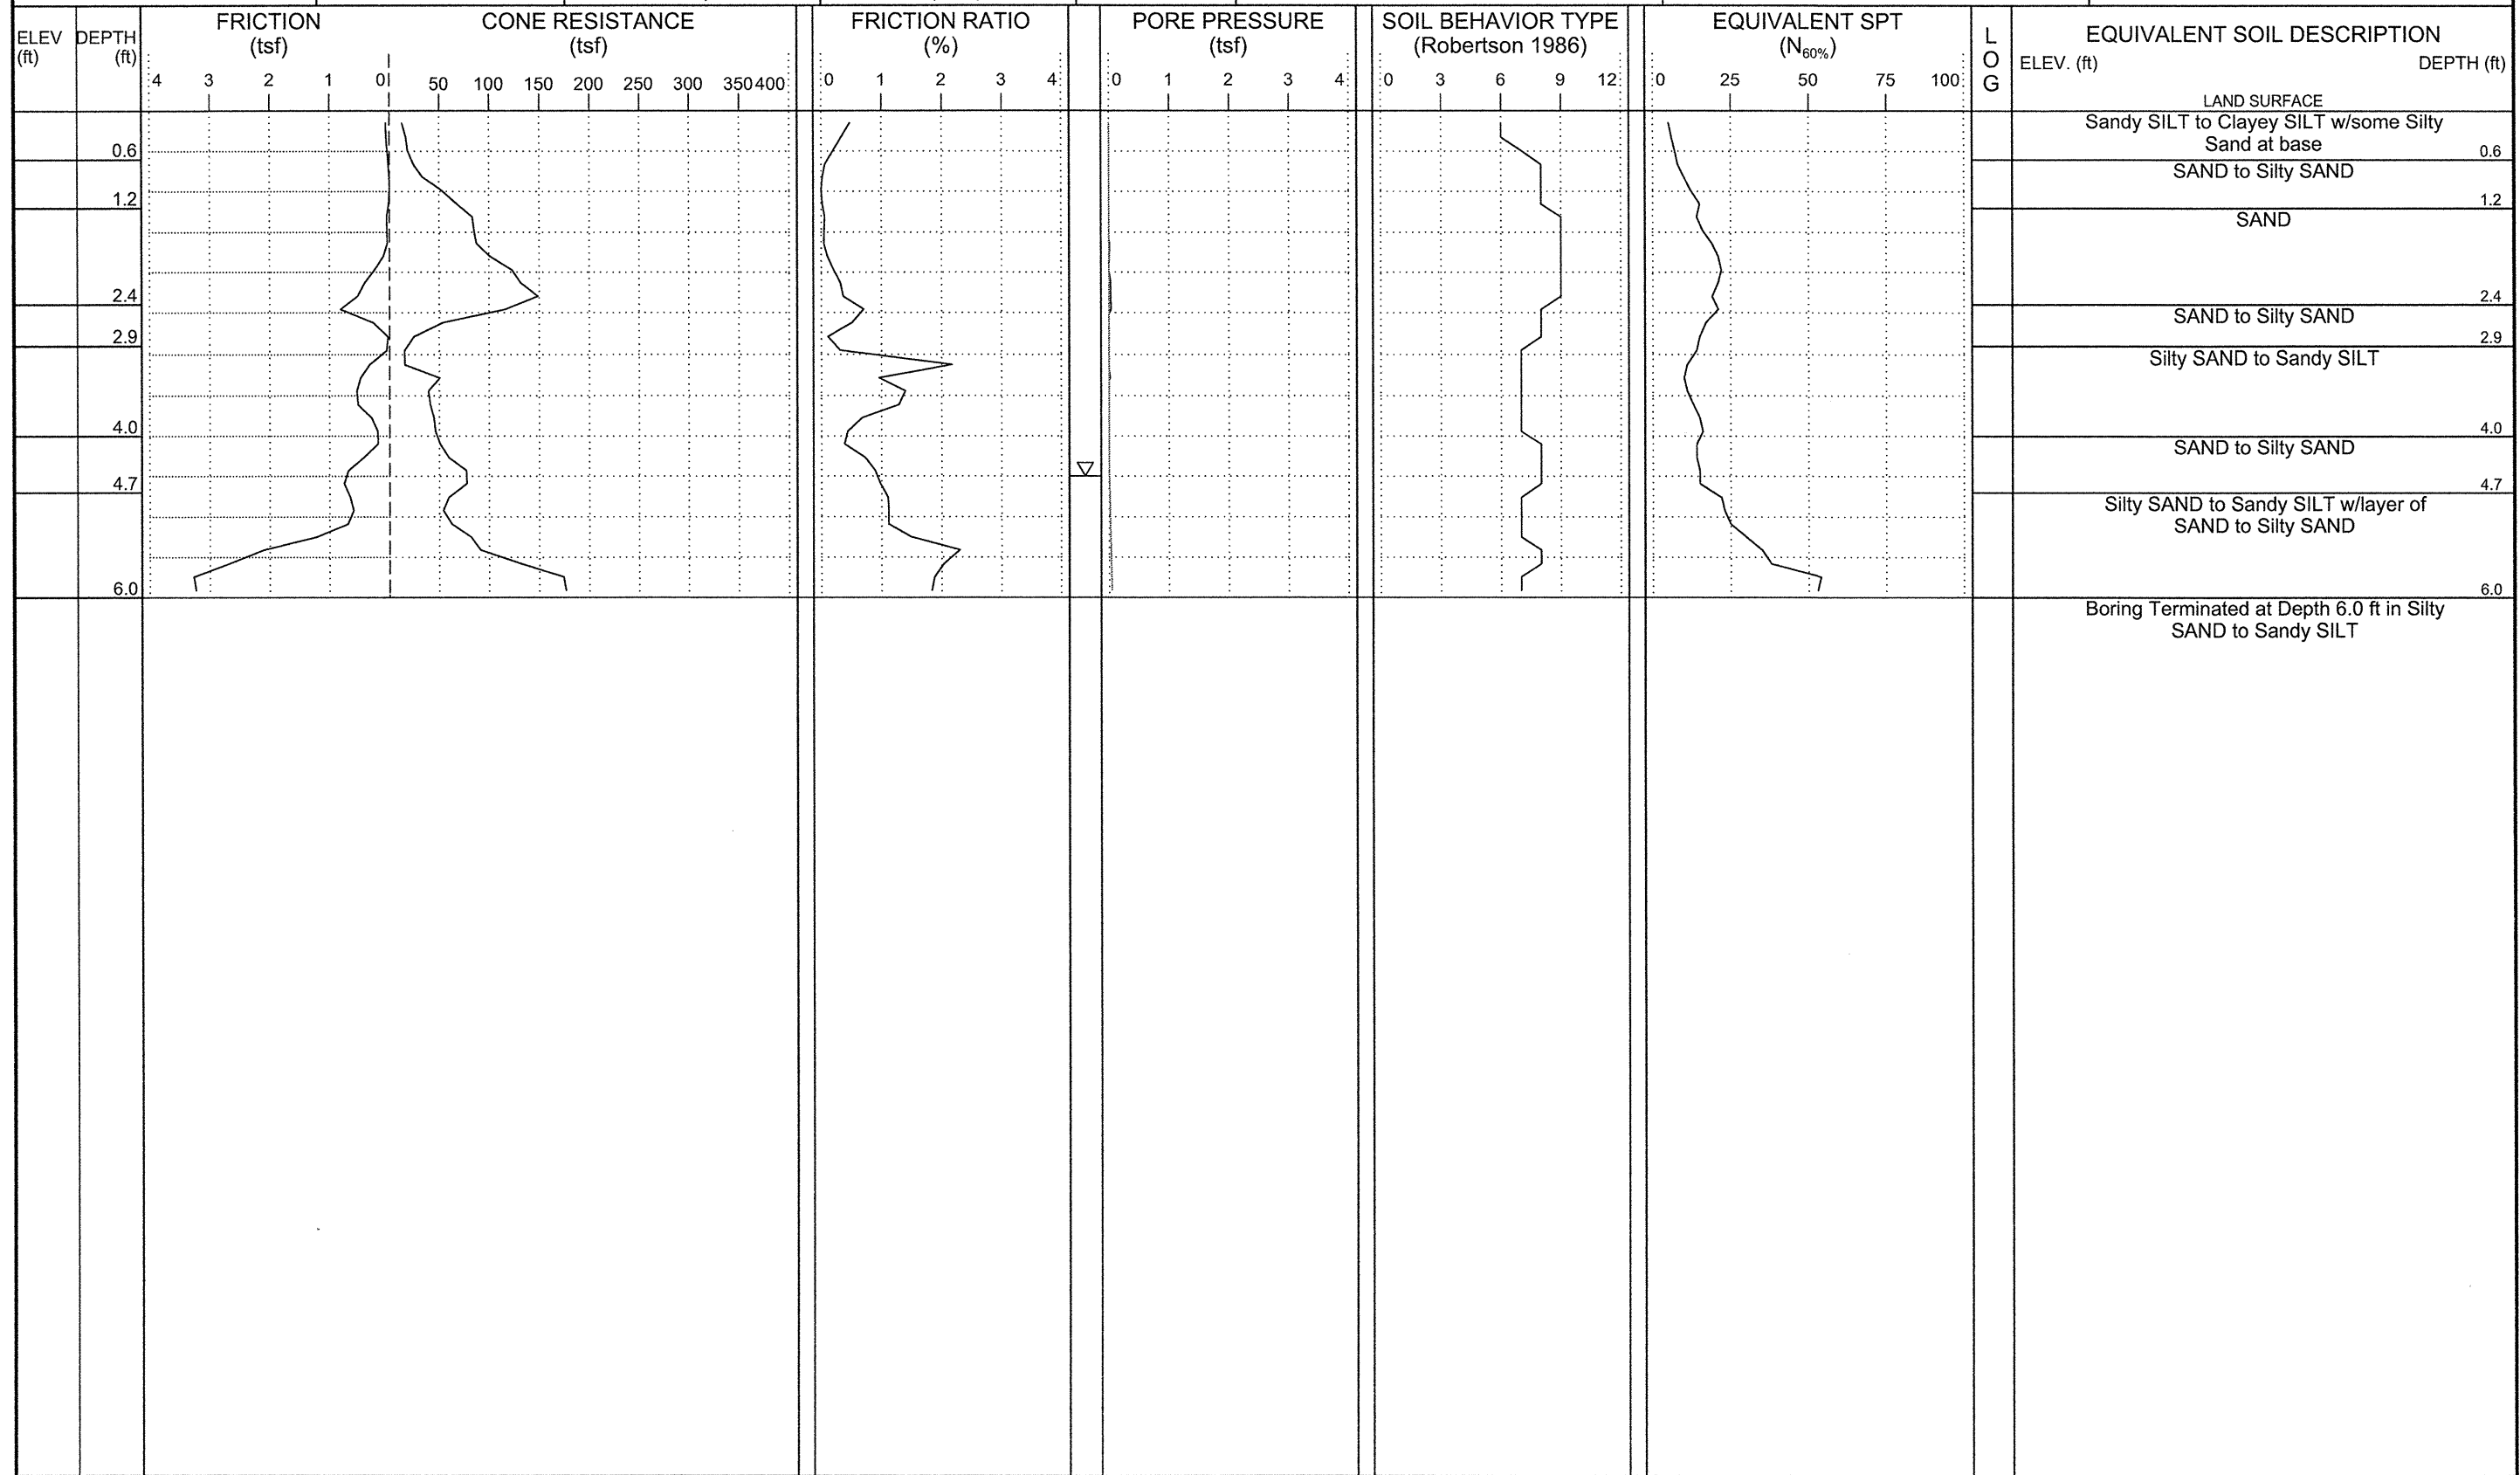 ELEV
(ft)
DEPTH
(ft)
FRICTION
(tsf)
CONE RESISTANCE
(tsf)
FRICTION RATIO
(%)
PORE PRESSURE
(tsf)
SOIL BEHAVIOR TYPE
(Robertson 1986)
EQUIVALENT SPT
(N60%)
L
O
G
EQUIVALENT SOIL DESCRIPTION
ELEV. (ft) DEPTH (ft)
4 3 2 1 0 50 100 150 200 250 300 350 400
0 1 2 3 4
0 1 2 3 4
0 3 6 9 12
0 25 50 75 100
LAND SURFACE
Sandy SILT to Clayey SILT w/some Silty
Sand at base
0.6 0.6
SAND to Silty SAND
1.2 1.2
SAND
2.4 2.4
SAND to Silty SAND
2.9 2.9
Silty SAND to Sandy SILT
4.0 4.0
SAND to Silty SAND
4.7 4.7
Silty SAND to Sandy SILT w/layer of
SAND to Silty SAND
6.0 6.0
Boring Terminated at Depth 6.0 ft in Silty
SAND to Sandy SILT